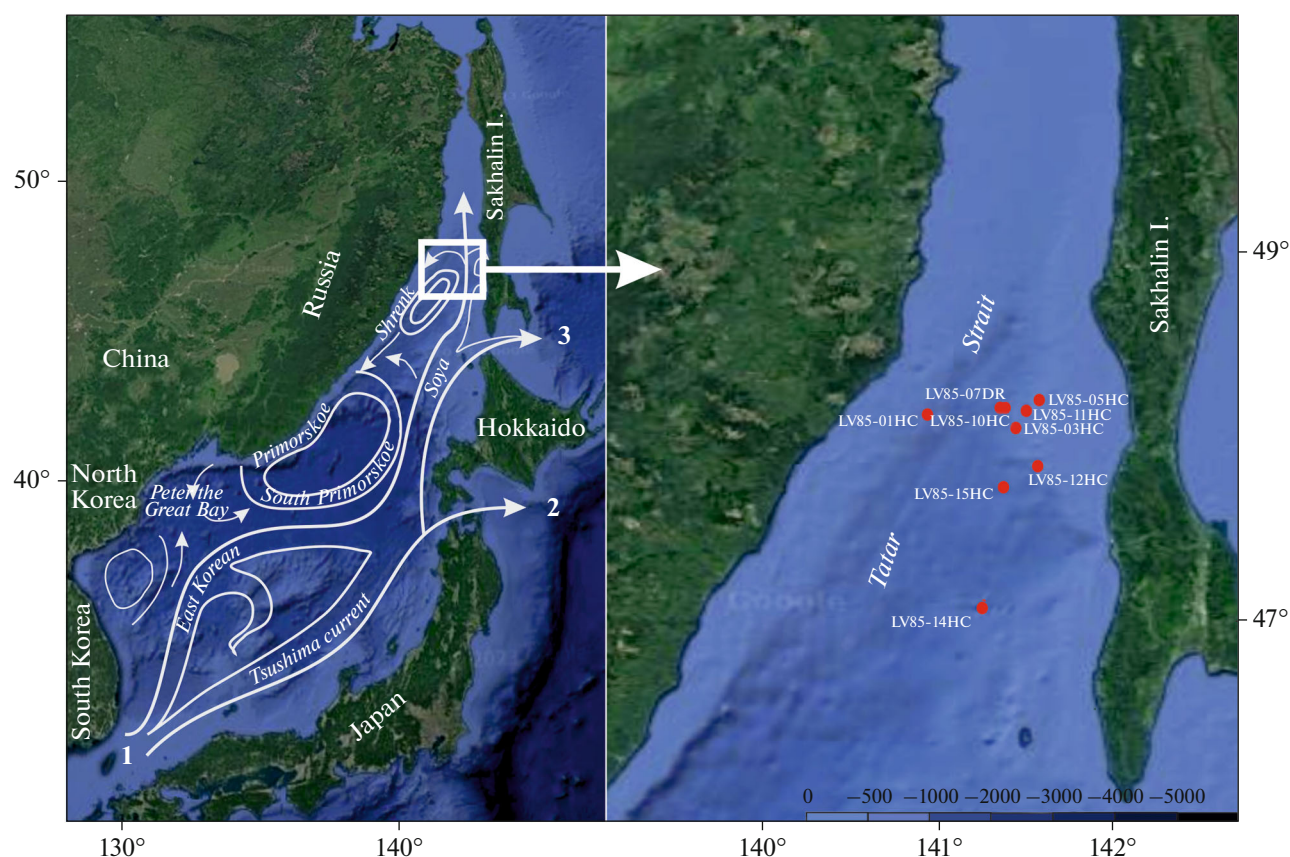 50°
40°
130°
140°
China
Russia
Sakhalin I.
Shrenk
3
Soya
Hokkaido
Primorskoe
South Primorskoe
North
Korea
Peter the
Great Bay
2
East Korean
Tsushima current
South Korea
Japan
1
Sakhalin I.
49°
Strait
LV85-07DR
LV85-05HC
LV85-01HC
LV85-10HC
LV85-11HC
LV85-03HC
LV85-12HC
LV85-15HC
Tatar
Google
LV85-14HC
47°
0 −500 −1000 −2000 −3000 −4000 −5000
140° 141° 142°